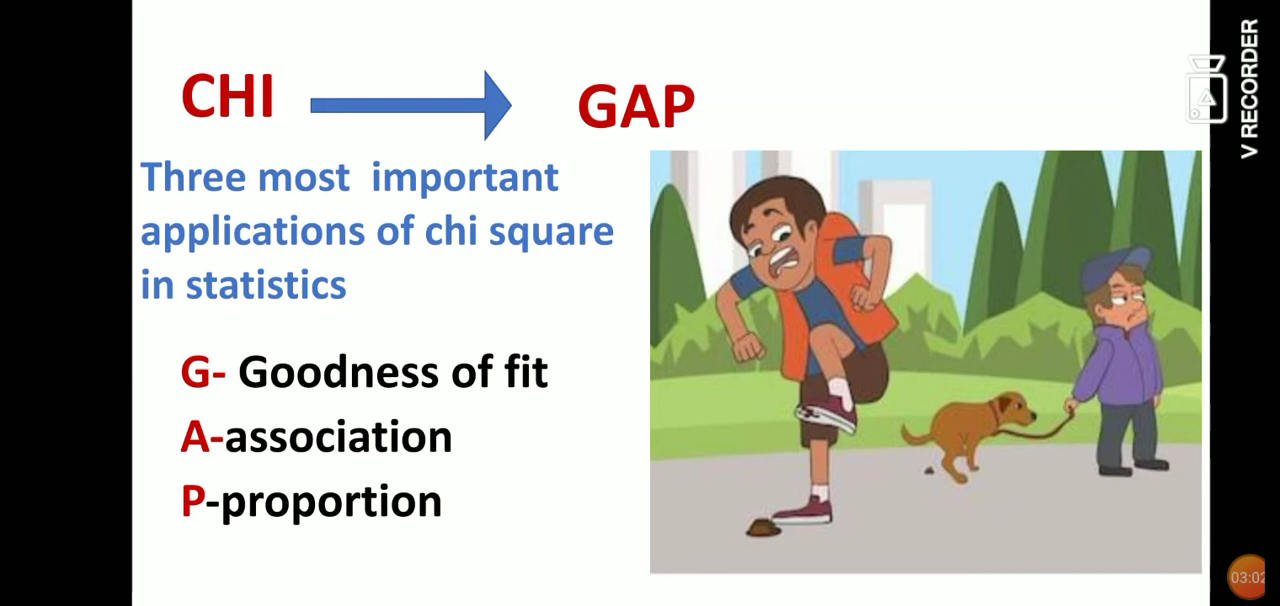 CHI
GAP
Three most important
applications of chi square
in statistics
G- Goodness of fit
A-association
P-proportion
V RECORDER
03:02